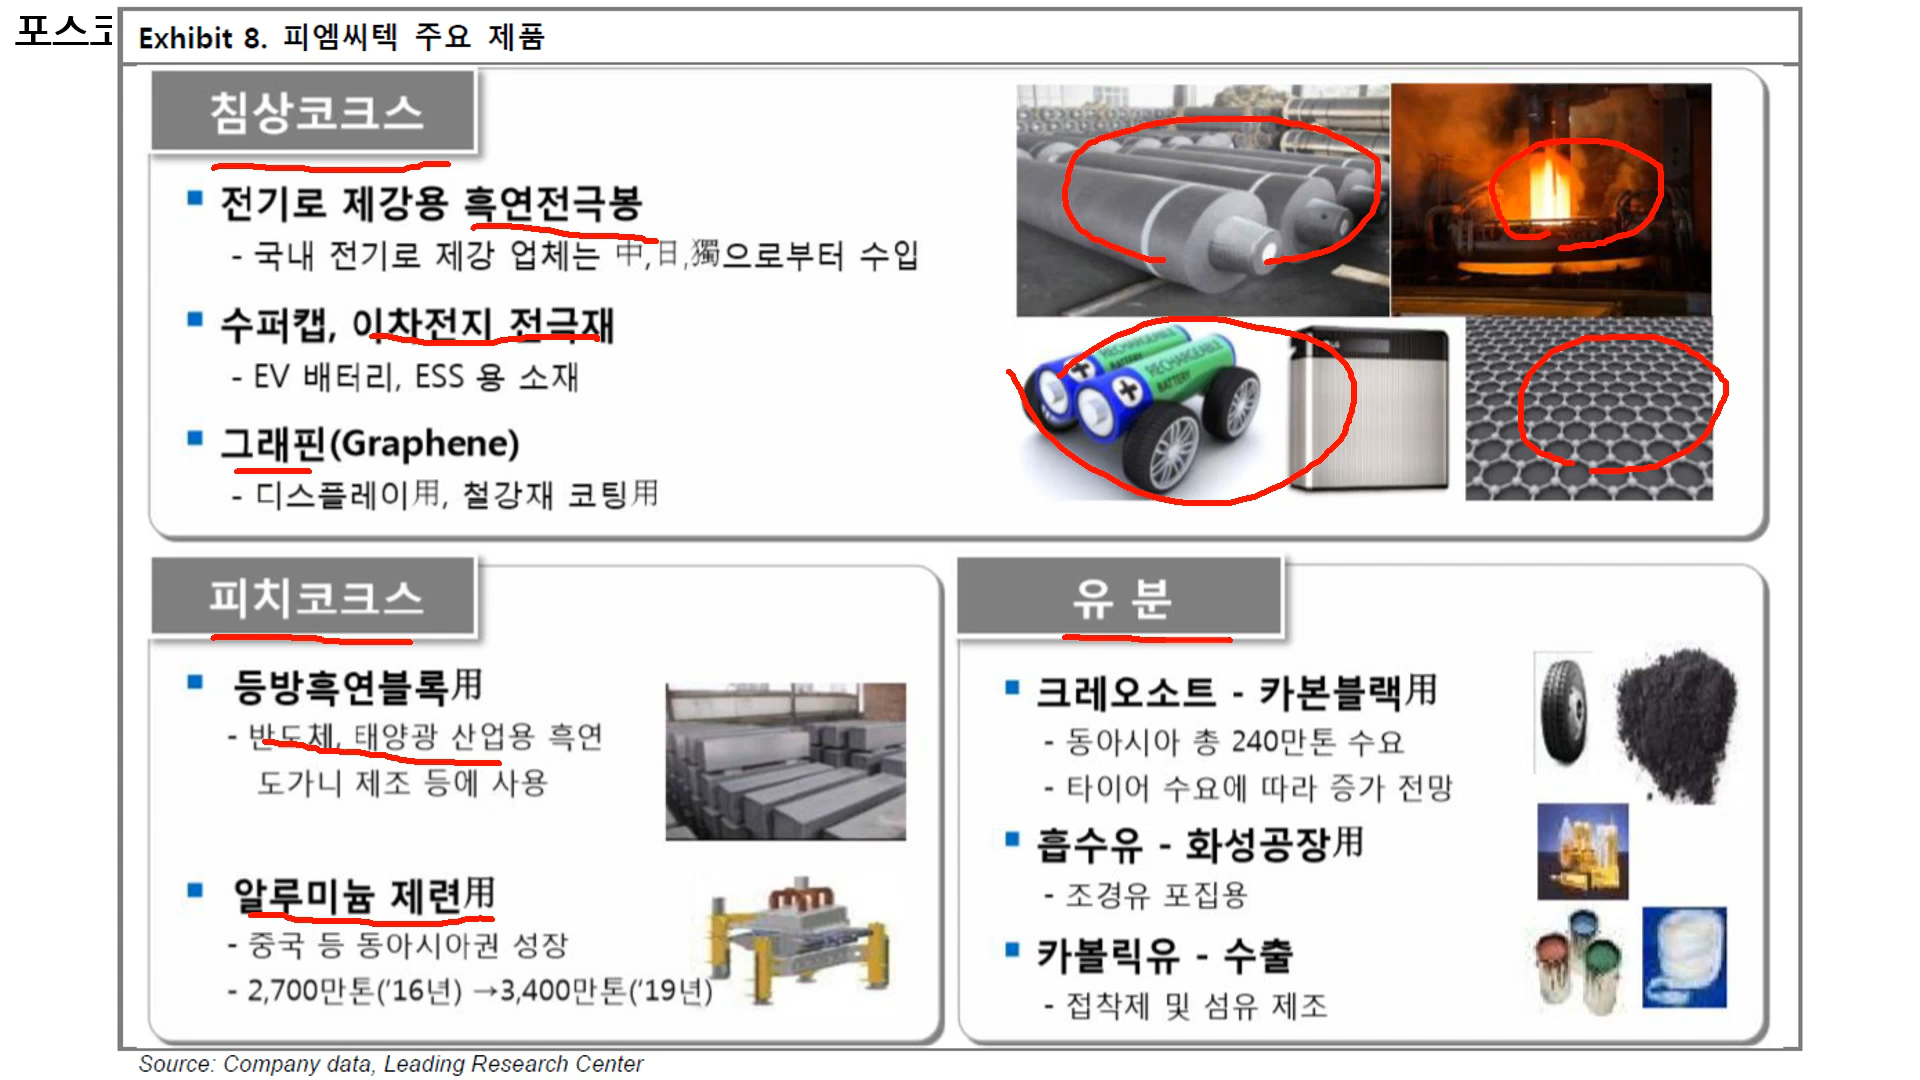 포스코
Exhibit 8. 피엠씨텍 주요 제품
침상코크스
전기로 제강용 흑연전극봉
- 국내 전기로 제강 업체는 中,日,獨으로부터 수입
수퍼캡, 이차전지 전극재
- EV 배터리, ESS 용 소재
그래핀(Graphene)
- 디스플레이用, 철강재 코팅用
RECHARGEABLE
BATTERY
RECHARGEABLE
BATTERY
피치코크스
등방흑연블록用
- 반도체, 태양광 산업용 흑연
도가니 제조 등에 사용
알루미늄 제련用
- 중국 등 동아시아권 성장
- 2,700만톤('16년) →3,400만톤('19년)
유 분
크레오소트 - 카본블랙用
- 동아시아 총 240만톤 수요
- 타이어 수요에 따라 증가 전망
흡수유 - 화성공장用
- 조경유 포집용
카볼릭유 - 수출
- 접착제 및 섬유 제조
Source: Company data, Leading Research Center